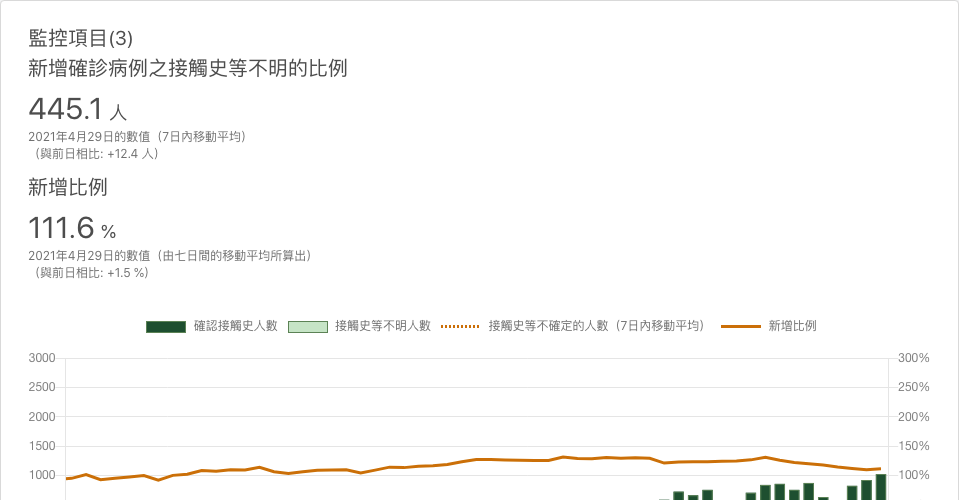 監控項目(3)
新增確診病例之接觸史等不明的比例
445.1 人
2021年4月29日的數值（7日內移動平均）
（與前日相比: +12.4 人）
新增比例
111.6 %
2021年4月29日的數值（由七日間的移動平均所算出）
（與前日相比: +1.5 %）
確認接觸史人數 接觸史等不明人數 接觸史等不確定的人數（7日內移動平均） 新增比例
3000 300%
2500 250%
2000 200%
1500 150%
1000 100%